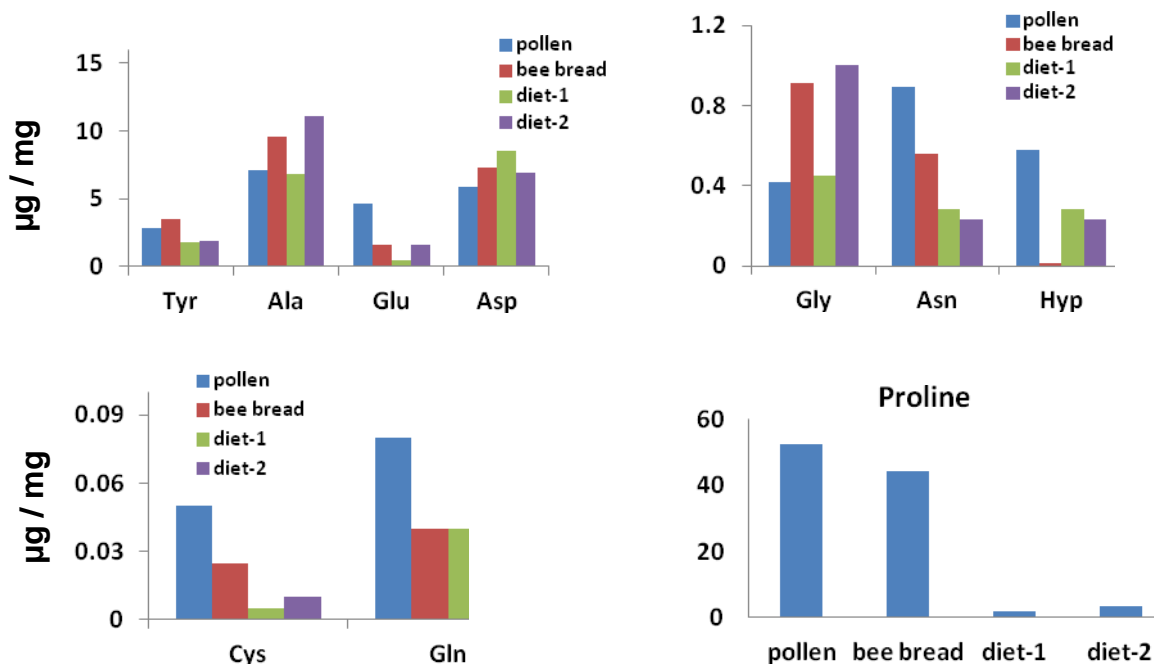 µg / mg
15
10
5
0
pollen
bee bread
diet-1
diet-2
Tyr Ala Glu Asp
1.2
0.8
0.4
0
pollen
bee bread
diet-1
diet-2
Gly Asn Hyp
µg / mg
0.09
0.06
0.03
0
pollen
bee bread
diet-1
diet-2
Cys Gln
Proline
60
40
20
0
pollen bee bread diet-1 diet-2